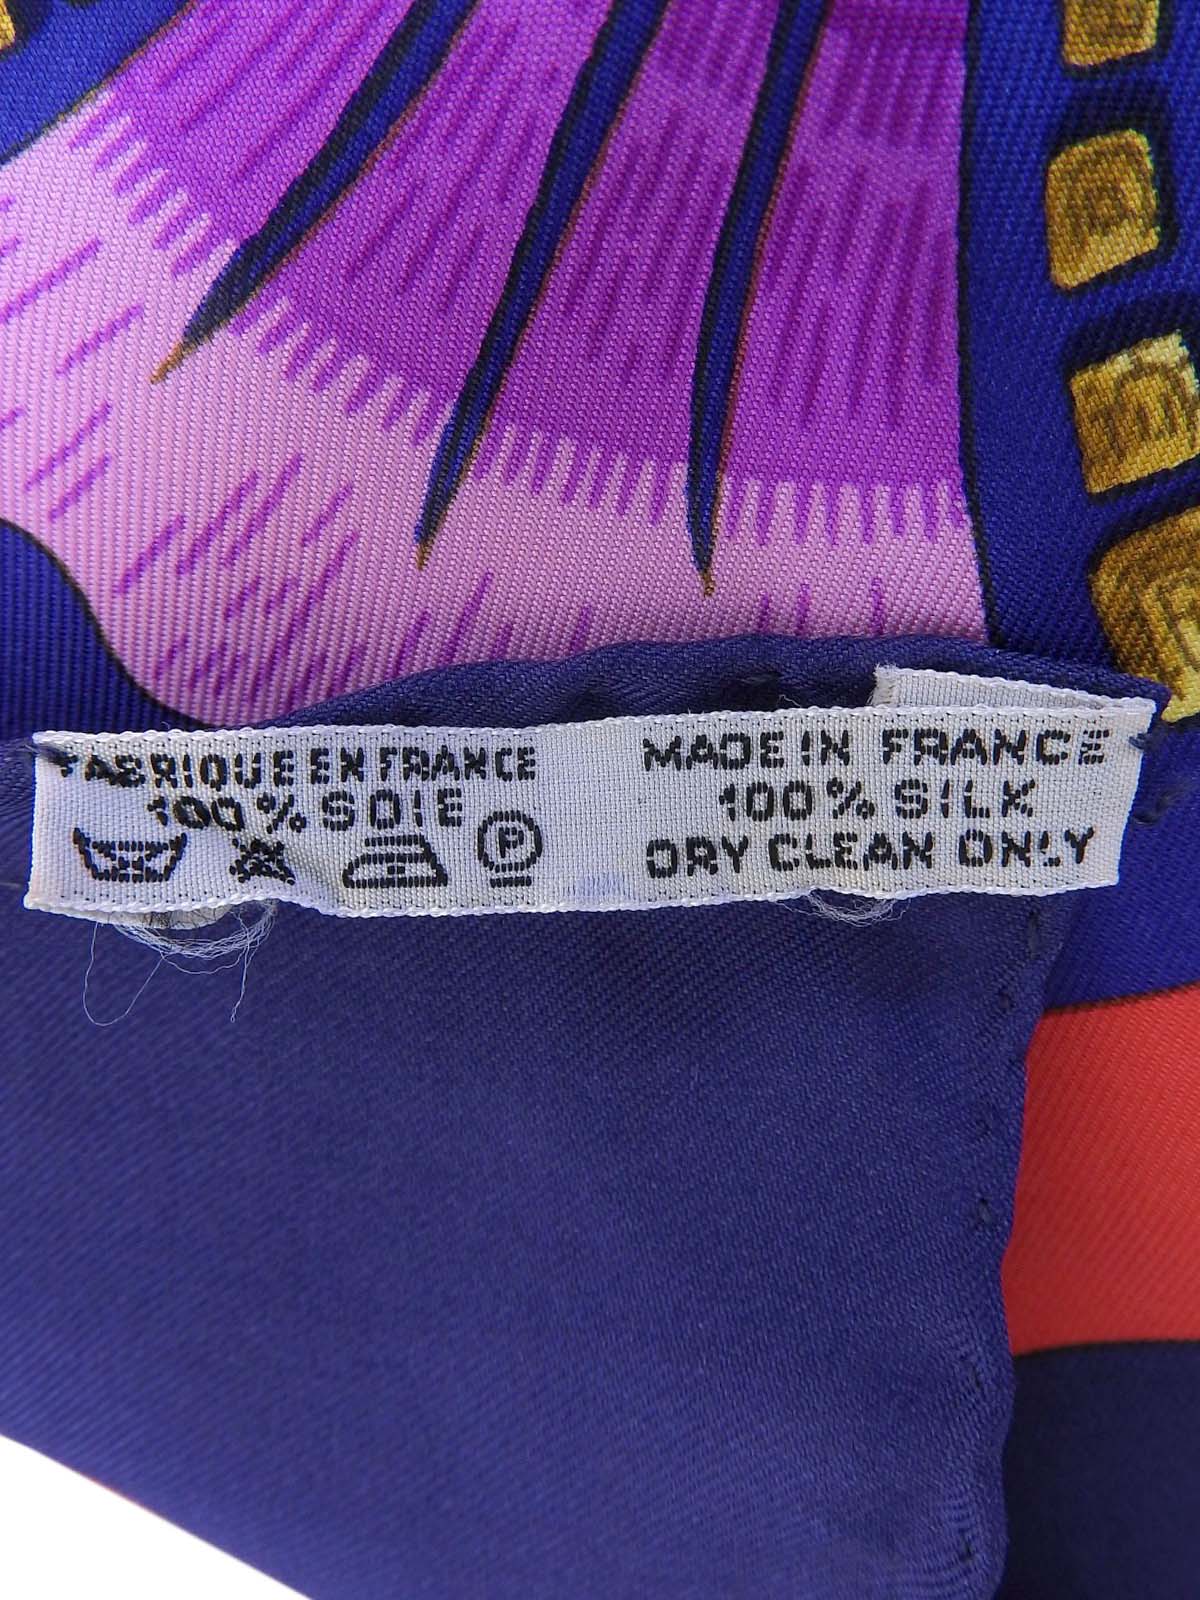 FABRIQUE EN FRANCE
100% SOIE
P
MADE IN FRANCE
100% SILK
DRY CLEAN ONLY